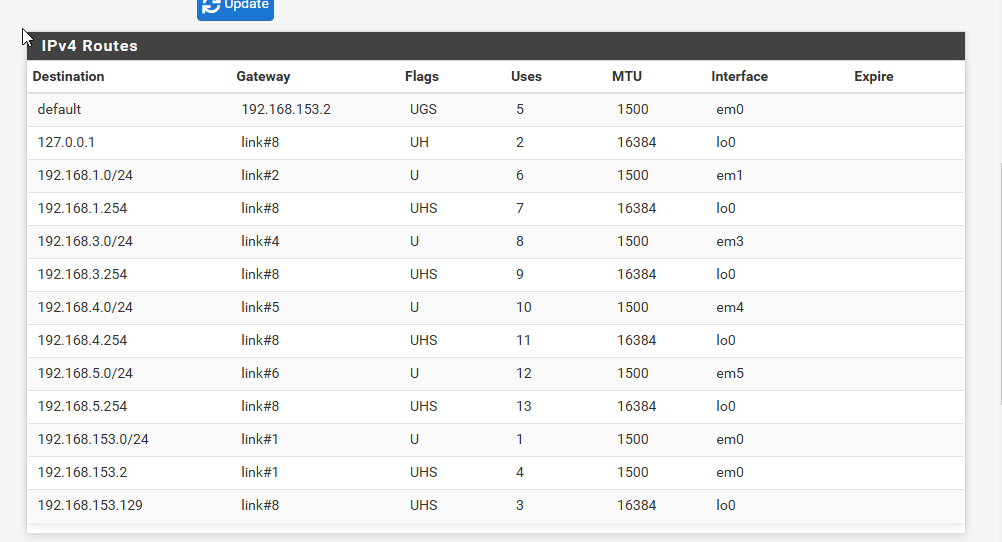 Update
IPv4 Routes
Destination Gateway Flags Uses MTU Interface Expire
default 192.168.153.2 UGS 5 1500 em0
127.0.0.1 link#8 UH 2 16384 lo0
192.168.1.0/24 link#2 U 6 1500 em1
192.168.1.254 link#8 UHS 7 16384 lo0
192.168.3.0/24 link#4 U 8 1500 em3
192.168.3.254 link#8 UHS 9 16384 lo0
192.168.4.0/24 link#5 U 10 1500 em4
192.168.4.254 link#8 UHS 11 16384 lo0
192.168.5.0/24 link#6 U 12 1500 em5
192.168.5.254 link#8 UHS 13 16384 lo0
192.168.153.0/24 link#1 U 1 1500 em0
192.168.153.2 link#1 UHS 4 1500 em0
192.168.153.129 link#8 UHS 3 16384 lo0